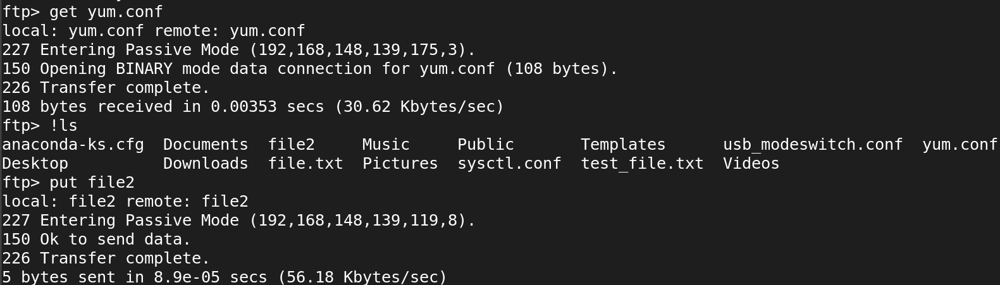 ftp> get yum.conf
local: yum.conf remote: yum.conf
227 Entering Passive Mode (192,168,148,139,175,3).
150 Opening BINARY mode data connection for yum.conf (108 bytes).
226 Transfer complete.
108 bytes received in 0.00353 secs (30.62 Kbytes/sec)
ftp> !ls
anaconda-ks.cfg  Documents  file2     Music     Public       Templates      usb_modeswitch.conf  yum.conf
Desktop          Downloads  file.txt  Pictures  sysctl.conf  test_file.txt  Videos
ftp> put file2
local: file2 remote: file2
227 Entering Passive Mode (192,168,148,139,119,8).
150 Ok to send data.
226 Transfer complete.
5 bytes sent in 8.9e-05 secs (56.18 Kbytes/sec)